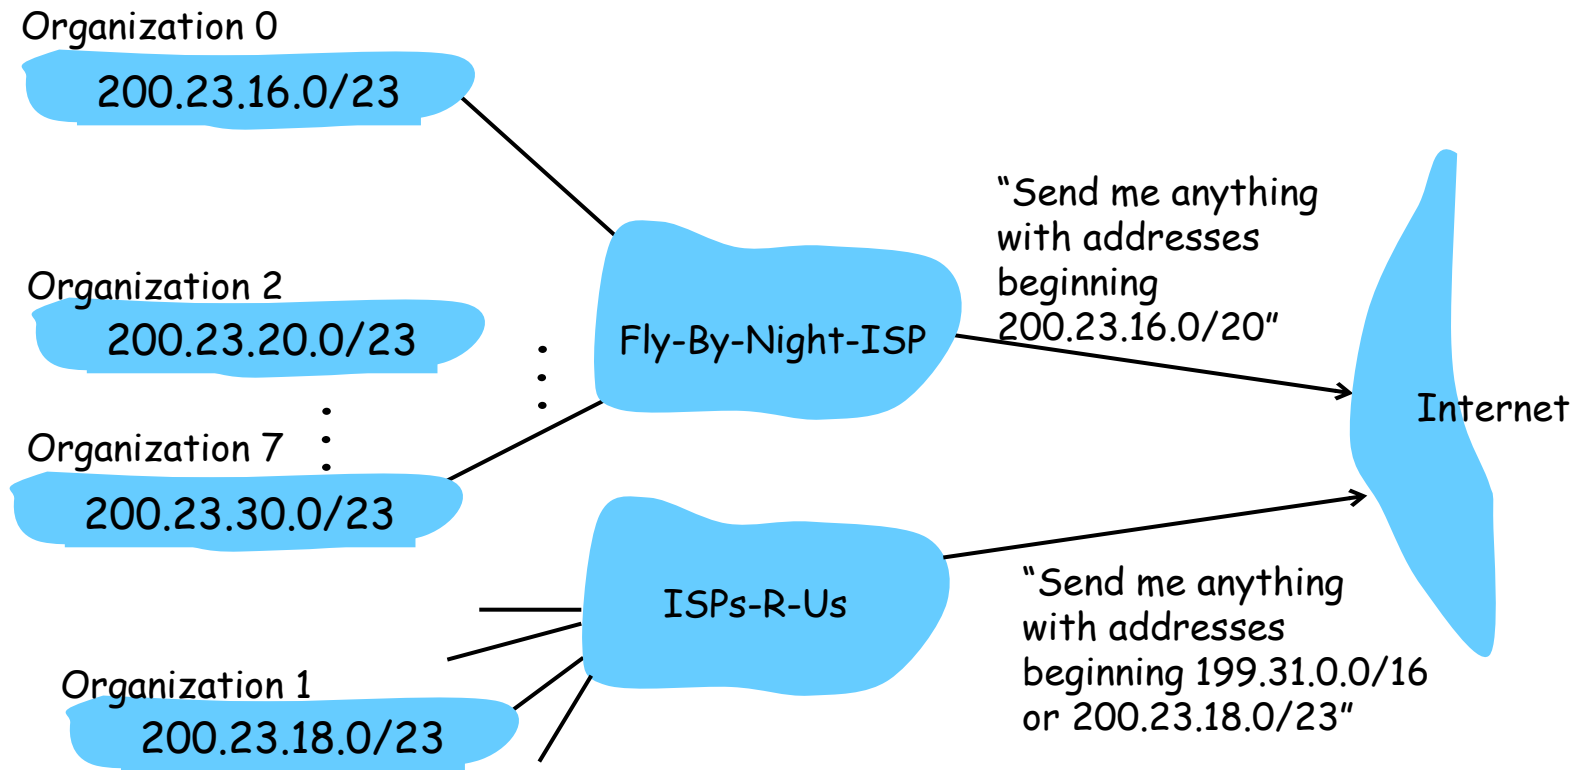 Organization 0
200.23.16.0/23
Organization 2
200.23.20.0/23
Organization 7
200.23.30.0/23
Fly-By-Night-ISP
“Send me anything
with addresses
beginning
200.23.16.0/20”
Internet
ISPs-R-Us
Organization 1
200.23.18.0/23
“Send me anything
with addresses
beginning 199.31.0.0/16
or 200.23.18.0/23”